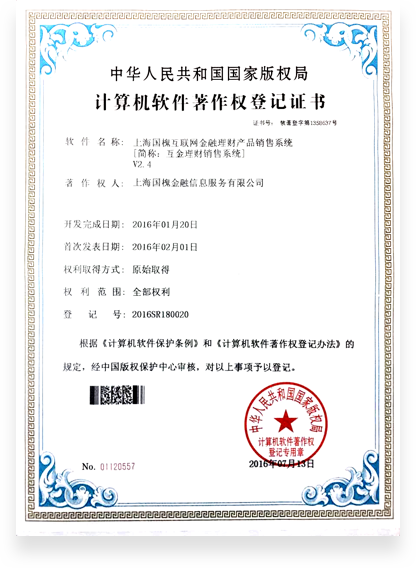 中华人民共和国国家版权局
计算机软件著作权登记证书
证书号： 软著登字第1358637号
软件名称： 上海国槐互联网金融理财产品销售系统
[简称：互金理财销售系统]
V2.4
著作权人： 上海国槐金融信息服务有限公司
开发完成日期： 2016年01月20日
首次发表日期： 2016年02月01日
权利取得方式： 原始取得
权利范围： 全部权利
登记号： 2016SR180020
根据《计算机软件保护条例》和《计算机软件著作权登记办法》的
规定，经中国版权保护中心审核，对以上事项予以登记。
中华人民共和国国家版权局
计算机软件著作权
登记专用章
No. 01120557
2016年07月13日